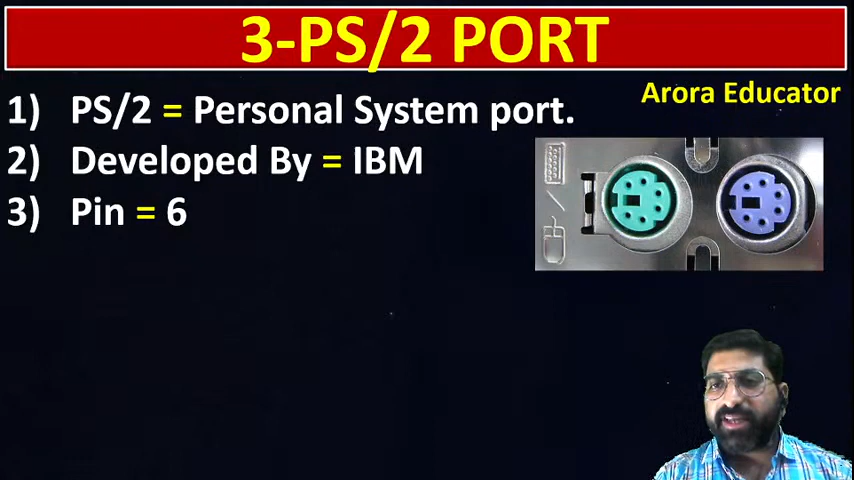 3-PS/2 PORT
Arora Educator
1) PS/2 = Personal System port.
2) Developed By = IBM
3) Pin = 6